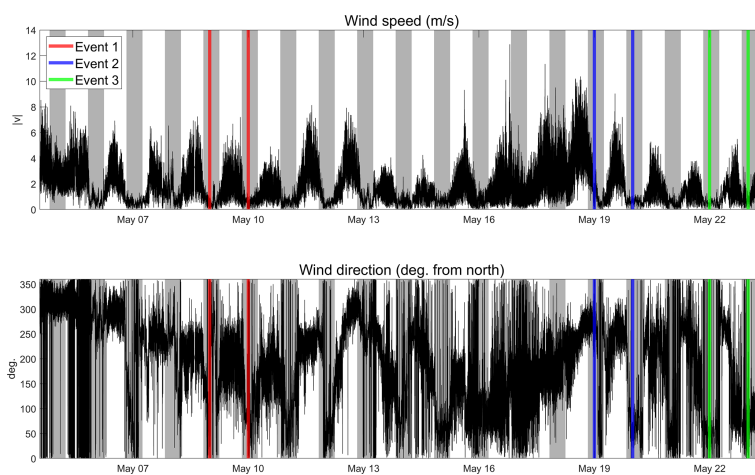 Wind speed (m/s)
14
12
10
8
6
4
2
0
|v|
Event 1
Event 2
Event 3
May 07
May 10
May 13
May 16
May 19
May 22
Wind direction (deg. from north)
350
300
250
200
150
100
50
0
deg.
May 07
May 10
May 13
May 16
May 19
May 22